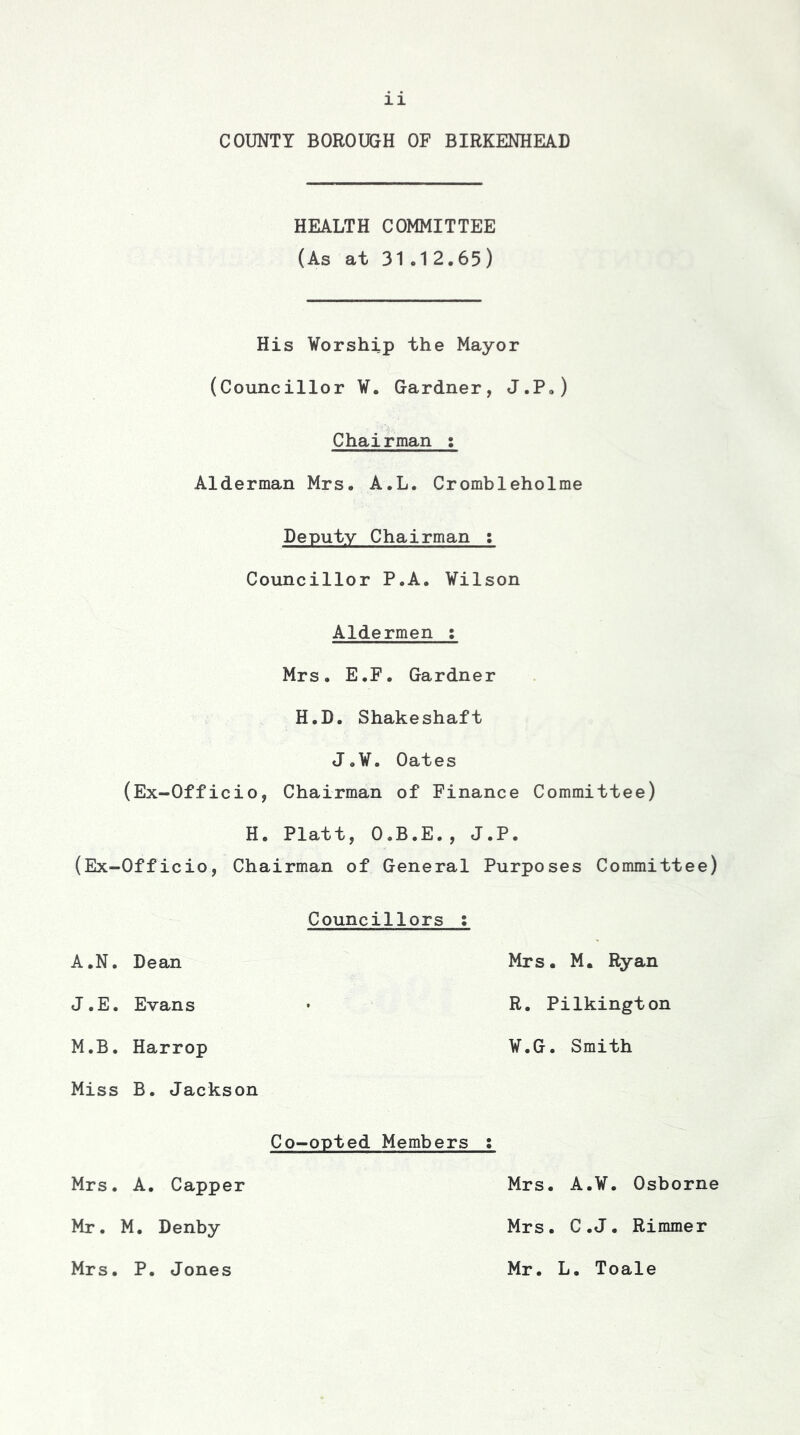 ii
COUNTY BOROUGH OF BIRKENHEAD
HEALTH COMMITTEE
(As at 31.12.65)
His Worship the Mayor
(Councillor W. Gardner, J.P.)
Chairman :
Alderman Mrs. A.L. Crombleholme
Deputy Chairman :
Councillor P.A. Wilson
Aldermen :
Mrs. E.F. Gardner
H.D. Shakeshaft
J.W. Oates
(Ex-Officio, Chairman of Finance Committee)
H. Platt, O.B.E., J.P.
(Ex-Officio, Chairman of General Purposes Committee)
Councillors :
A.N. Dean
J.E. Evans
M.B. Harrop
Miss B. Jackson
Mrs. M. Ryan
R. Pilkington
W.G. Smith
Co-opted Members :
Mrs. A. Capper
Mr. M. Denby
Mrs. P. Jones
Mrs. A.W. Osborne
Mrs. C.J. Rimmer
Mr. L. Toale